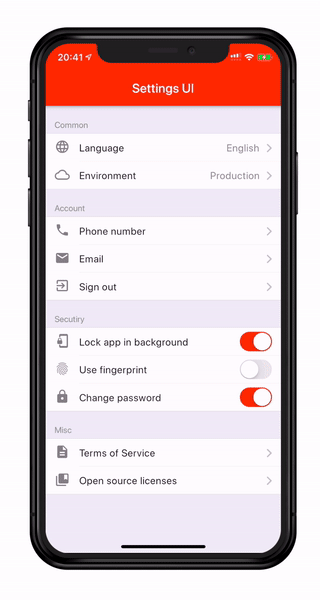 20:41
Settings UI
Common
Language English
Environment Production
Account
Phone number
Email
Sign out
Secutiry
Lock app in background
Use fingerprint
Change password
Misc
Terms of Service
Open source licenses